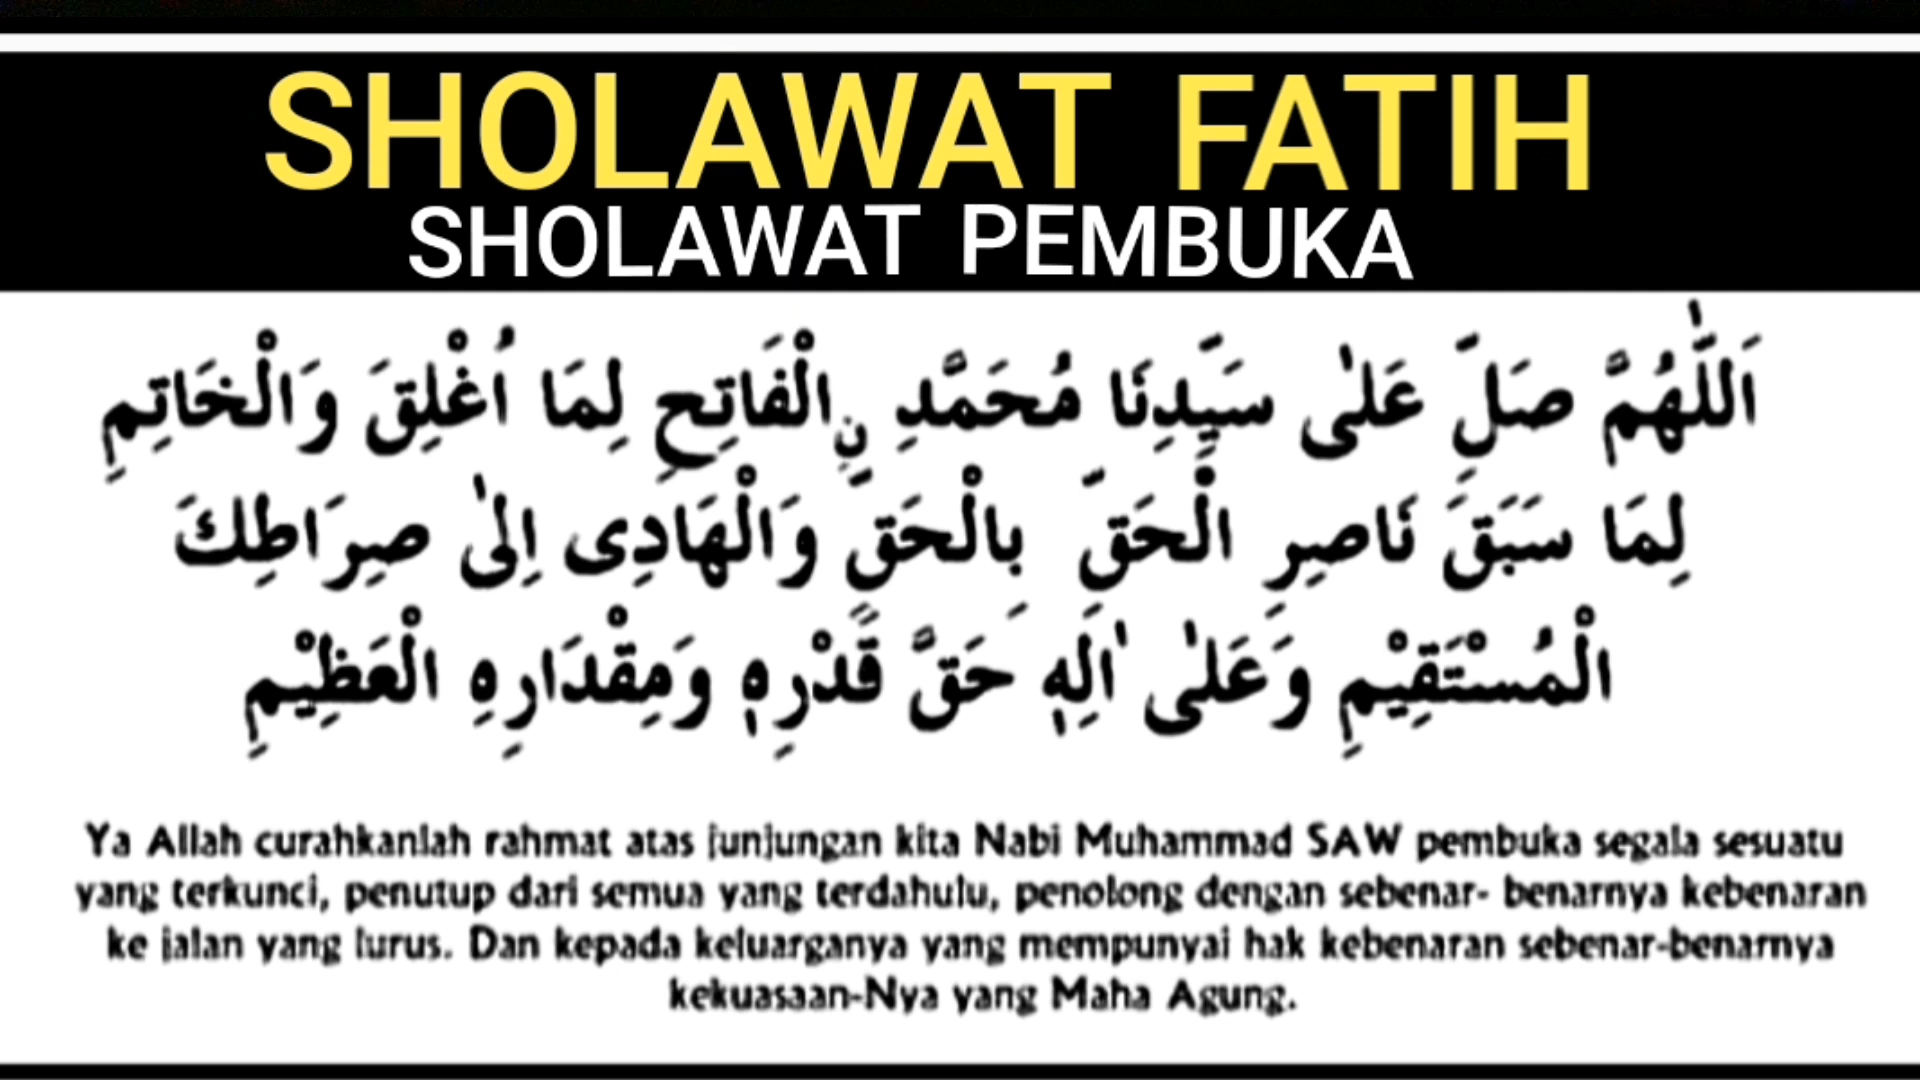 SHOLAWAT FATIH
SHOLAWAT PEMBUKA
اَللّٰهُمَّ صَلِّ عَلٰى سَيِّدِنَا مُحَمَّدِ نِ الْفَاتِحِ لِمَا اُغْلِقَ وَالْخَاتِمِ
لِمَا سَبَقَ نَاصِرِ الْحَقِّ بِالْحَقِّ وَالْهَادِى اِلٰى صِرَاطِكَ
الْمُسْتَقِيْمِ وَعَلٰى اٰلِهٖ حَقَّ قَدْرِهٖ وَمِقْدَارِهِ الْعَظِيْمِ
Ya Allah curahkanlah rahmat atas junjungan kita Nabi Muhammad SAW pembuka segala sesuatu
yang terkunci, penutup dari semua yang terdahulu, penolong dengan sebenar- benarnya kebenaran
ke jalan yang lurus. Dan kepada keluarganya yang mempunyai hak kebenaran sebenar-benarnya
kekuasaan-Nya yang Maha Agung.